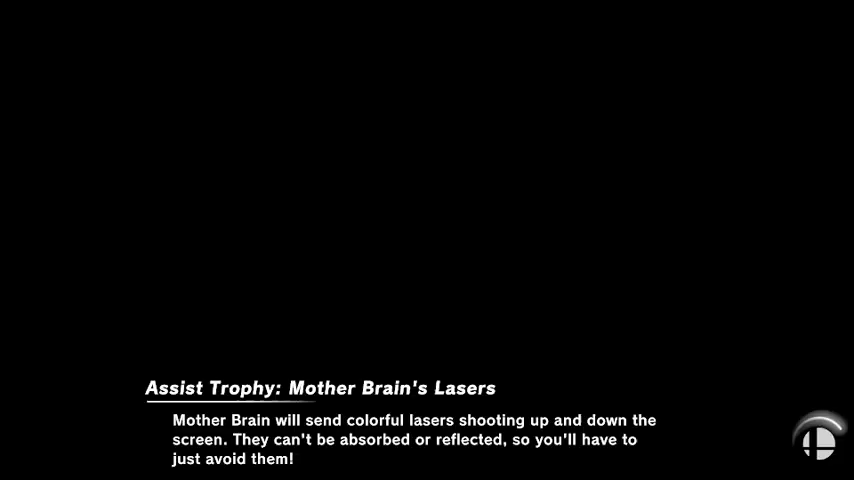 Assist Trophy: Mother Brain's Lasers
Mother Brain will send colorful lasers shooting up and down the
screen. They can't be absorbed or reflected, so you'll have to
just avoid them!